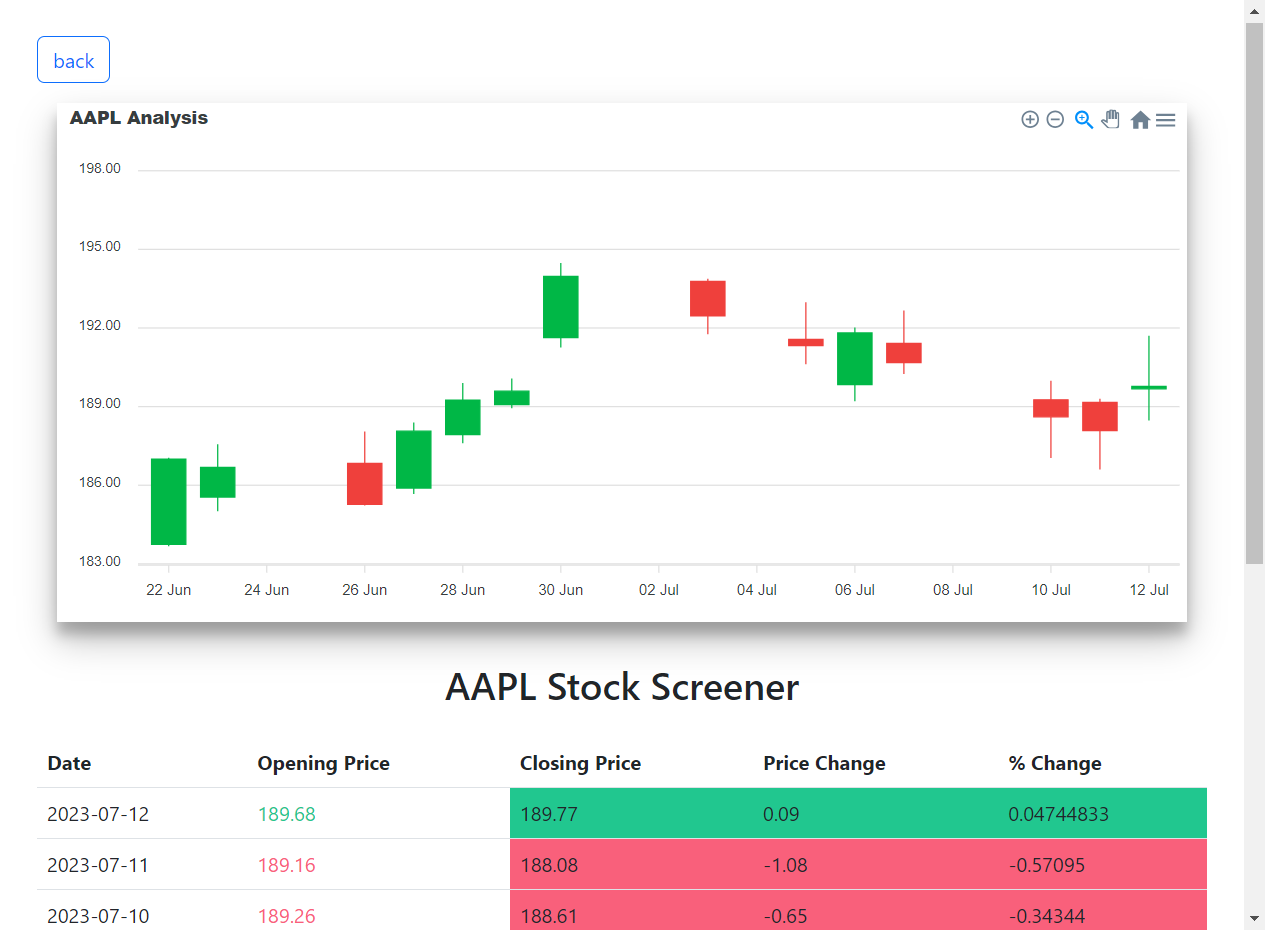 back
AAPL Analysis
198.00
195.00
192.00
189.00
186.00
183.00
22 Jun 24 Jun 26 Jun 28 Jun 30 Jun 02 Jul 04 Jul 06 Jul 08 Jul 10 Jul 12 Jul
AAPL Stock Screener
Date Opening Price Closing Price Price Change % Change
2023-07-12 189.68 189.77 0.09 0.04744833
2023-07-11 189.16 188.08 -1.08 -0.57095
2023-07-10 189.26 188.61 -0.65 -0.34344